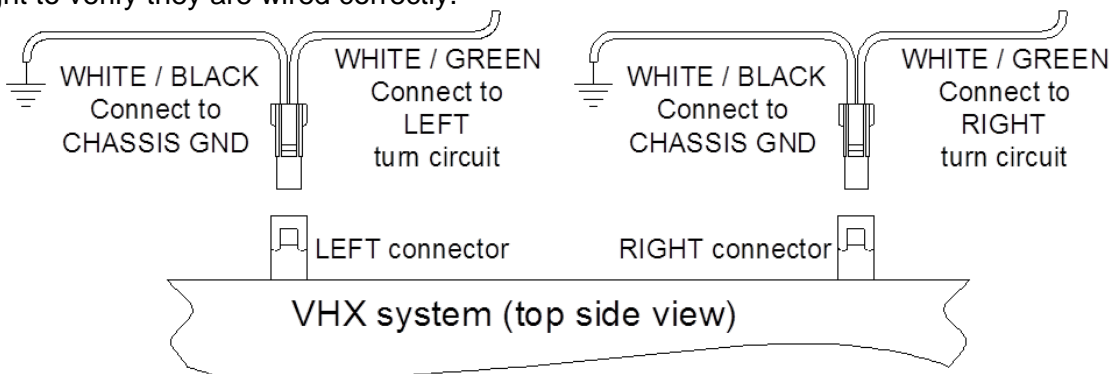 to verify they are wired correctly.
WHITE / BLACK
Connect to
CHASSIS GND
WHITE / GREEN
Connect to
LEFT
turn circuit
WHITE / BLACK
Connect to
CHASSIS GND
WHITE / GREEN
Connect to
RIGHT
turn circuit
LEFT connector
RIGHT connector
VHX system (top side view)